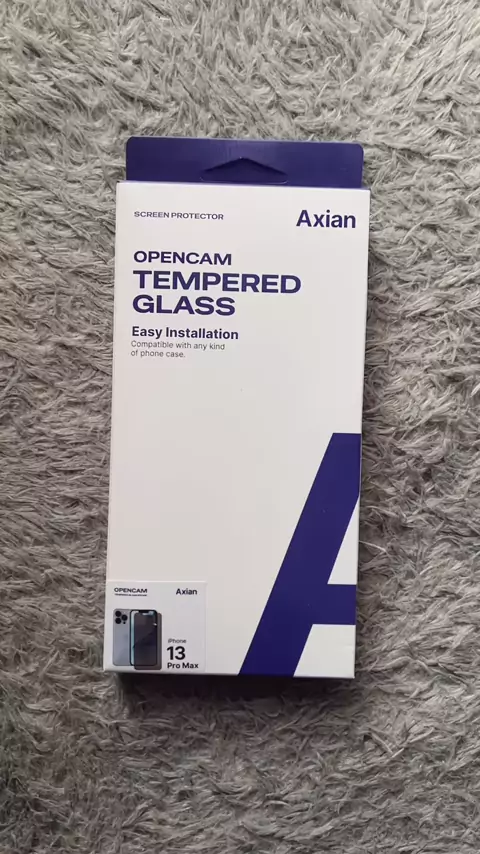 SCREEN PROTECTOR
Axian
OPENCAM
TEMPERED
GLASS
Easy Installation
Compatible with any kind
of phone case.
OPENCAM
Axian
iPhone
13
Pro Max